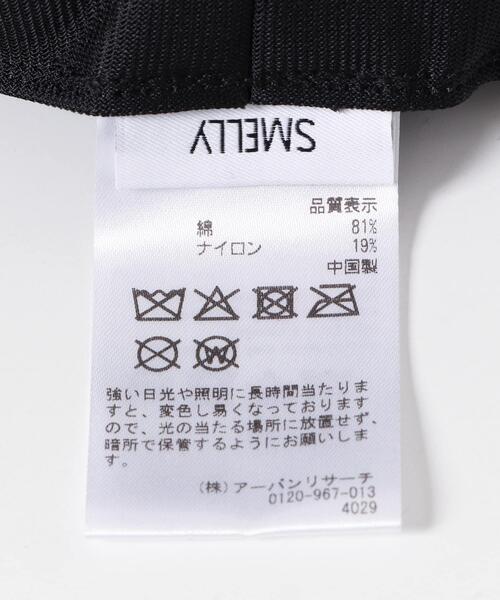 SMELLY
品質表示
綿 81%
ナイロン 19%
中国製
強い日光や照明に長時間当たりま
すと、変色し易くなっております
ので、光の当たる場所に放置せず、
暗所で保管するようにお願いしま
す。
(株)アーバンリサーチ
0120-967-013
4029